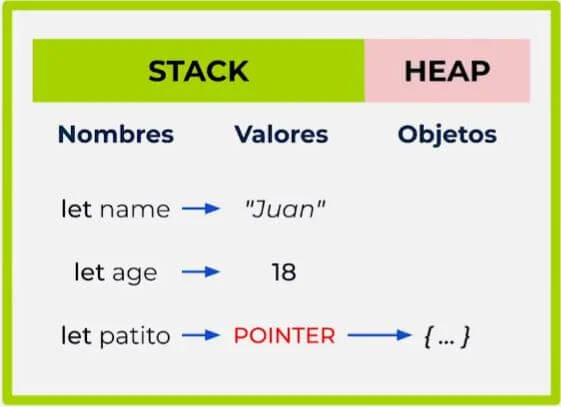 STACK HEAP
Nombres Valores Objetos
let name "Juan"
let age 18
let patito POINTER { ... }